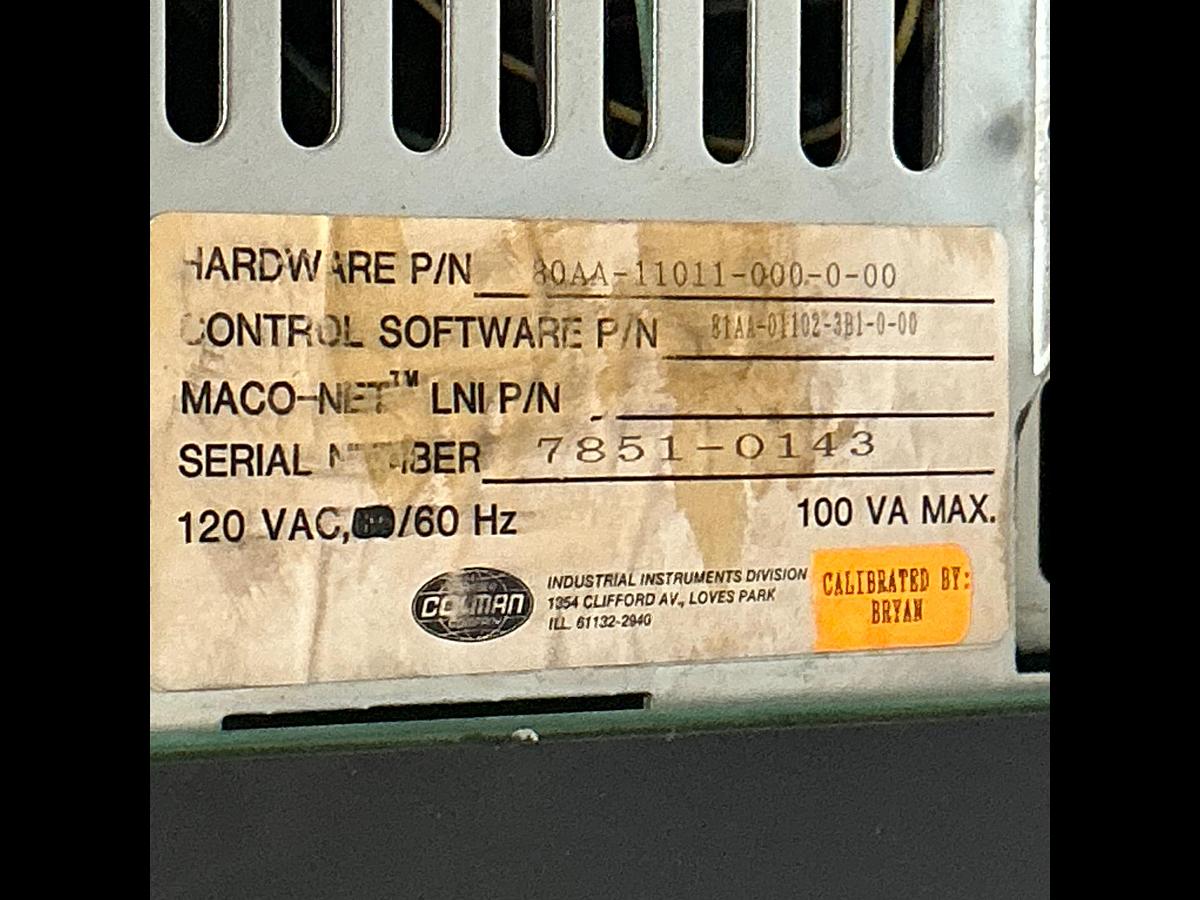 HARDWARE P/N 80AA-11011-000-0-00
CONTROL SOFTWARE P/N 81AA-01102-3B1-0-00
MACO-NET™ LNI P/N
SERIAL NUMBER 7851-0143
120 VAC, /60 Hz 100 VA MAX.
COLMAN
COMPANY
INDUSTRIAL INSTRUMENTS DIVISION
1354 CLIFFORD AV., LOVES PARK
ILL. 61132-2940
CALIBRATED BY:
BRYAN